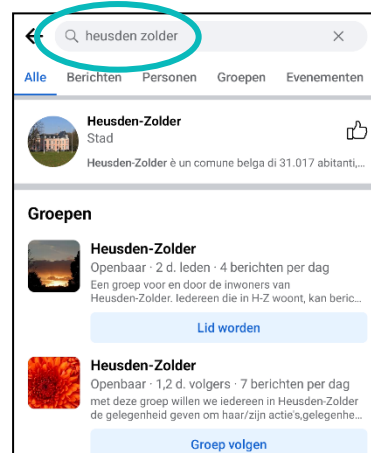 heusden zolder
Alle Berichten Personen Groepen Evenementen
Heusden-Zolder
Stad
Heusden-Zolder è un comune belga di 31.017 abitanti,...
Groepen
Heusden-Zolder
Openbaar · 2 d. leden · 4 berichten per dag
Een groep voor en door de inwoners van
Heusden-Zolder. Iedereen die in H-Z woont, kan beric...
Lid worden
Heusden-Zolder
Openbaar · 1,2 d. volgers · 7 berichten per dag
met deze groep willen we iedereen in Heusden-Zolder
de gelegenheid geven om haar/zijn actie's,gelegenhe...
Groep volgen